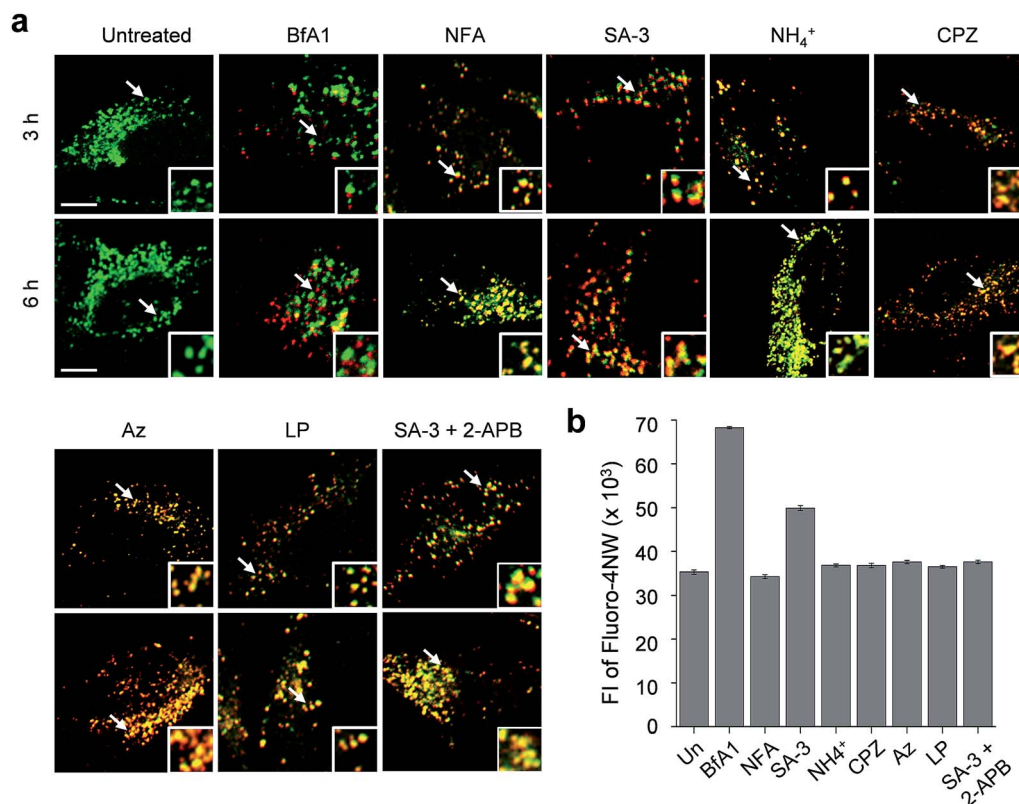 a
Untreated BfA1 NFA SA-3 NH₄⁺ CPZ
3 h
6 h
Az LP SA-3 + 2-APB
b
FI of Fluoro-4NW (x 10³)
70
60
50
40
30
20
10
0
Un BfA1 NFA SA-3 NH4⁺ CPZ Az LP SA-3 + 2-APB